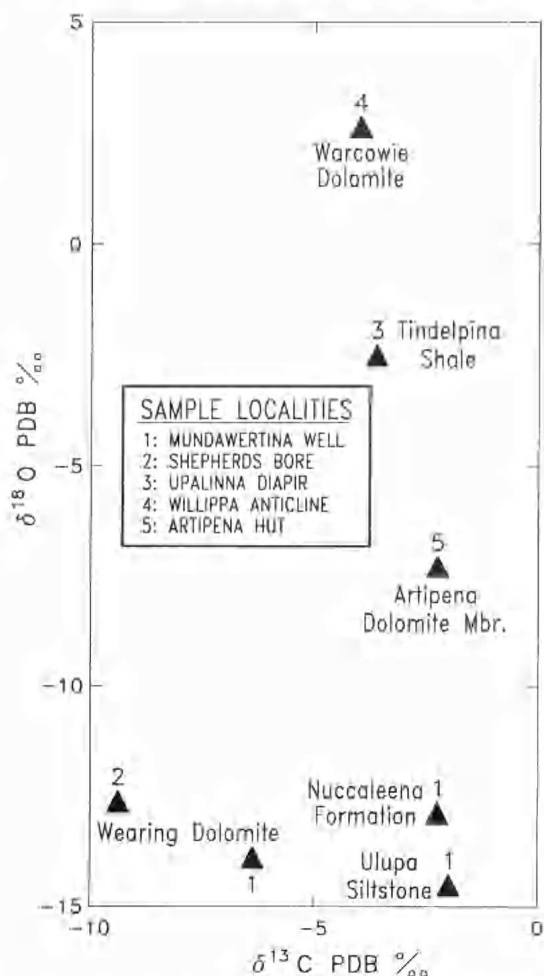 5
4
Warcowie
Dolomite
0
3 Tindelpina
Shale
δ18 O PDB ‰
SAMPLE LOCALITIES
1: MUNDAWERTINA WELL
2: SHEPHERDS BORE
3: UPALINNA DIAPIR
4: WILLIPPA ANTICLINE
5: ARTIPENA HUT
-5
5
Artipena
Dolomite Mbr.
-10
2
Wearing Dolomite
1
Nuccaleena 1
Formation
Ulupa 1
Siltstone
-15
-10
-5
0
δ13 C PDB ‰